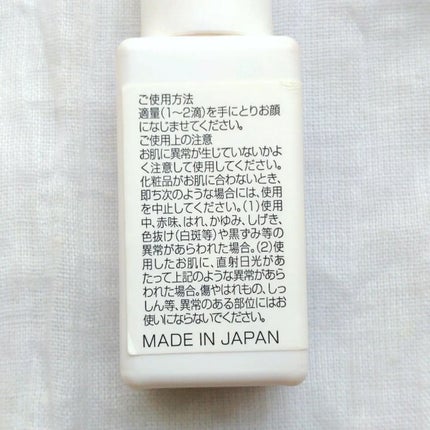 ご使用方法
適量(1〜2滴)を手にとりお顔
になじませてください。
ご使用上の注意
お肌に異常が生じていないかよ
く注意して使用してください。
化粧品がお肌に合わないとき、
即ち次のような場合には、使用
を中止してください。(1)使用
中、赤味、はれ、かゆみ、しげき、
色抜け(白斑等)や黒ずみ等の
異常があらわれた場合。(2)使
用したお肌に、直射日光があ
たって上記のような異常があら
われた場合。傷やはれもの、しっ
しん等、異常のある部位にはお
使いにならないでください。
MADE IN JAPAN